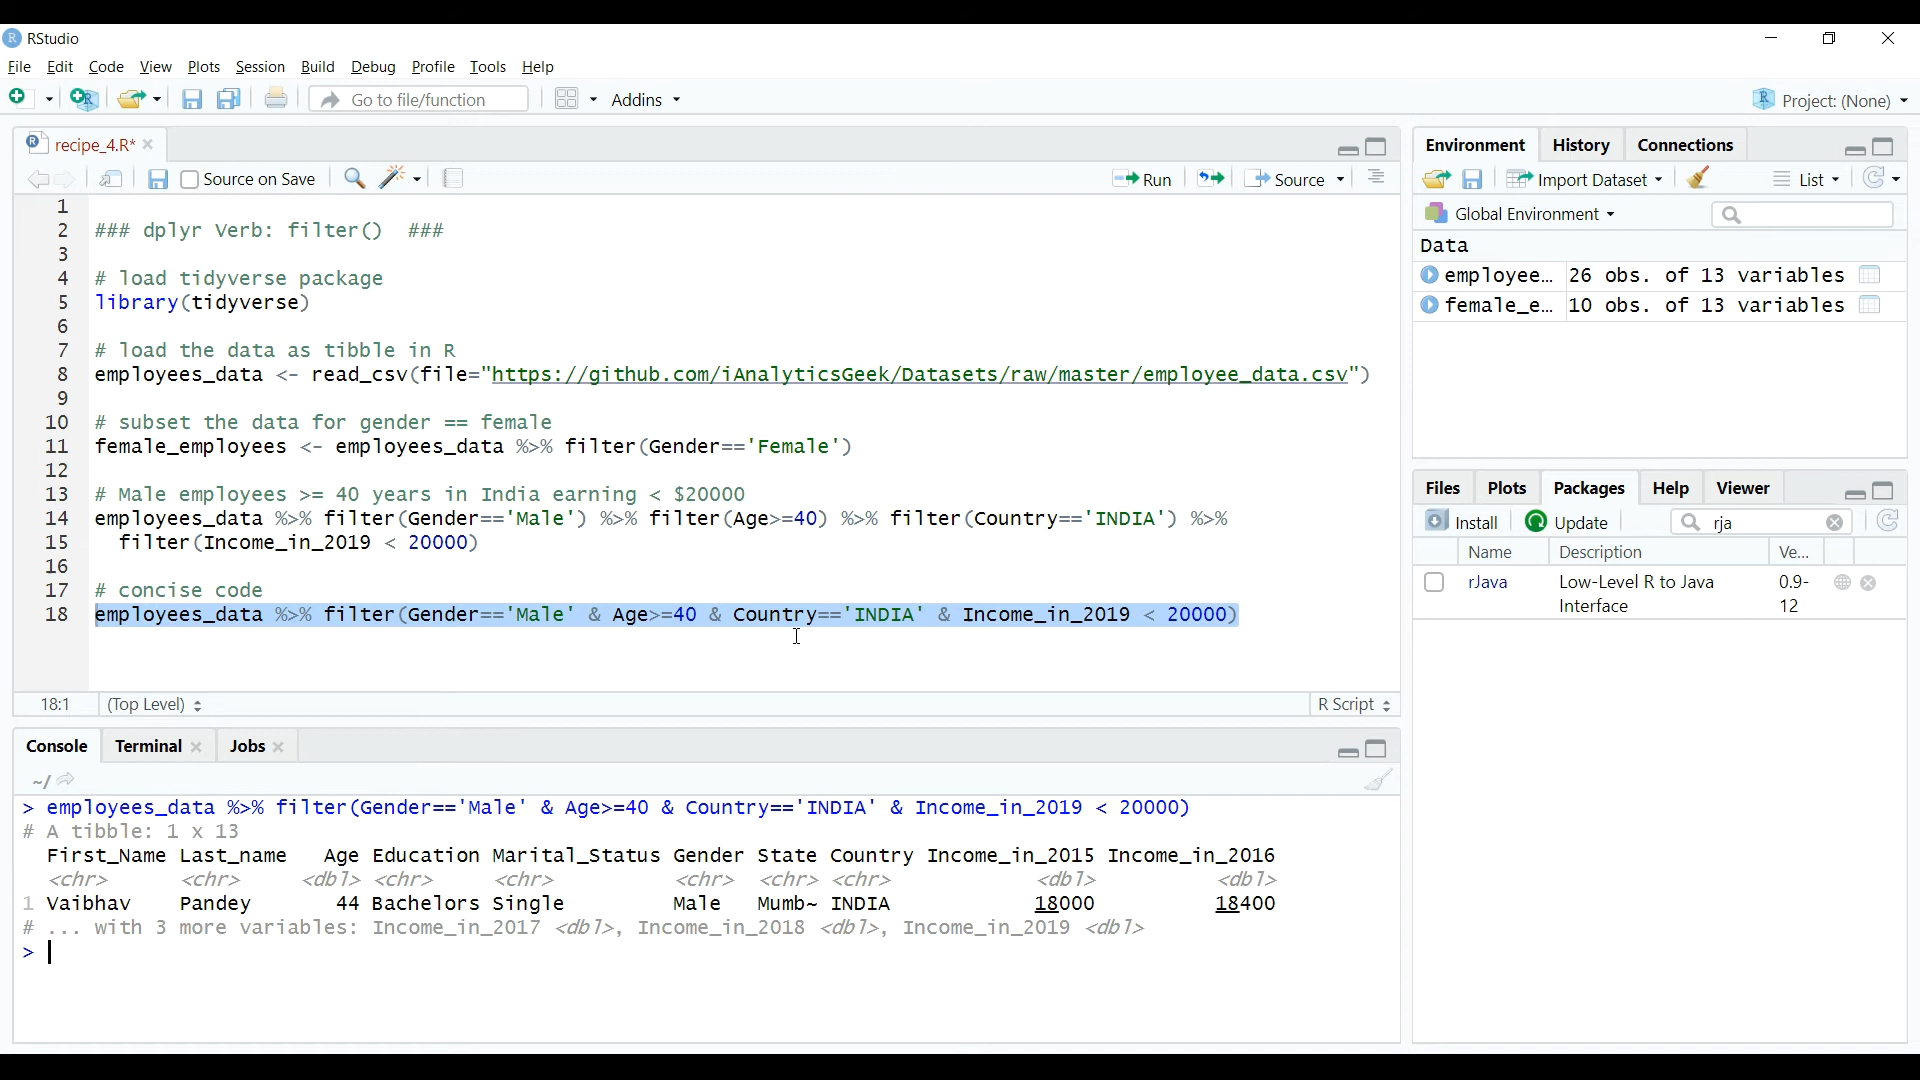 RStudio
File Edit Code View Plots Session Build Debug Profile Tools Help
Go to file/function Addins Project: (None)
recipe_4.R*
Source on Save Run Source
1
2 ### dplyr Verb: filter() ###
3
4 # load tidyverse package
5 library(tidyverse)
6
7 # load the data as tibble in R
8 employees_data <- read_csv(file="https://github.com/iAnalyticsGeek/Datasets/raw/master/employee_data.csv")
9
10 # subset the data for gender == female
11 female_employees <- employees_data %>% filter(Gender=='Female')
12
13 # Male employees >= 40 years in India earning < $20000
14 employees_data %>% filter(Gender=='Male') %>% filter(Age>=40) %>% filter(Country=='INDIA') %>%
15 filter(Income_in_2019 < 20000)
16
17 # concise code
18 employees_data %>% filter(Gender=='Male' & Age>=40 & Country=='INDIA' & Income_in_2019 < 20000)
18:1 (Top Level) R Script
Console Terminal Jobs
~/
> employees_data %>% filter(Gender=='Male' & Age>=40 & Country=='INDIA' & Income_in_2019 < 20000)
# A tibble: 1 x 13
First_Name Last_name Age Education Marital_Status Gender State Country Income_in_2015 Income_in_2016
<chr> <chr> <dbl> <chr> <chr> <chr> <chr> <chr> <dbl> <dbl>
1 Vaibhav Pandey 44 Bachelors Single Male Mumb~ INDIA 18000 18400
# ... with 3 more variables: Income_in_2017 <dbl>, Income_in_2018 <dbl>, Income_in_2019 <dbl>
>
Environment History Connections
Import Dataset List
Global Environment
Data
employee... 26 obs. of 13 variables
female_e... 10 obs. of 13 variables
Files Plots Packages Help Viewer
Install Update rja
Name Description Ve...
rJava Low-Level R to Java 0.9-
Interface 12